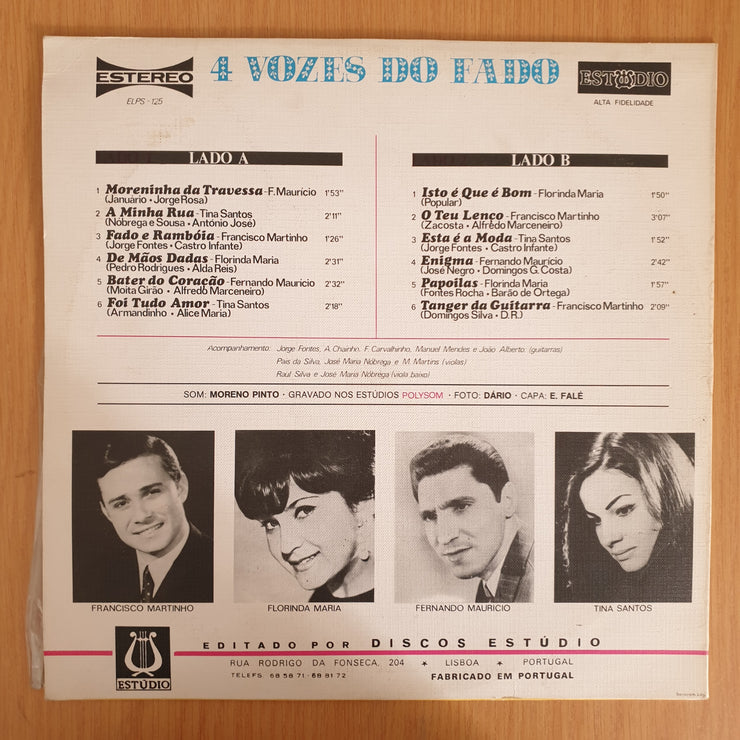 ESTEREO
4 VOZES DO FADO
ESTUDIO
ELPS - 125
ALTA FIDELIDADE
LADO A
1 Moreninha da Travessa - F. Mauricio 1'53"
(Januário • Jorge Rosa)
2 A Minha Rua - Tina Santos 2'11"
(Nóbrega e Sousa • António José)
3 Fado e Rambóia - Francisco Martinho 1'26"
(Jorge Fontes • Castro Infante)
4 De Mãos Dadas - Florinda Maria 2'31"
(Pedro Rodrigues • Alda Reis)
5 Bater do Coração - Fernando Mauricio 2'32"
(Moita Girão • Alfredo Marceneiro)
6 Foi Tudo Amor - Tina Santos 2'18"
(Armandinho • Alice Maria)
LADO B
1 Isto é Que é Bom - Florinda Maria 1'50"
(Popular)
2 O Teu Lenço - Francisco Martinho 3'07"
(Zacosta • Alfredo Marceneiro)
3 Esta é a Moda - Tina Santos 1'52"
(Jorge Fontes • Castro Infante)
4 Enigma - Fernando Mauricio 2'42"
(José Negro • Domingos G. Costa)
5 Papoilas - Florinda Maria 1'57"
(Fontes Rocha • Barão de Ortega)
6 Tanger da Guitarra - Francisco Martinho 2'09"
(Domingos Silva • D.R.)
Acompanhamento: Jorge Fontes, A. Chainho, F. Carvalhinho, Manuel Mendes e João Alberto (guitarras)
Pais da Silva, José Maria Nóbrega e M. Martins (violas)
Raul Silva e José Maria Nóbrega (viola baixo)
SOM: MORENO PINTO • GRAVADO NOS ESTÚDIOS POLYSOM • FOTO: DÁRIO • CAPA: E. FALÉ
FRANCISCO MARTINHO
FLORINDA MARIA
FERNANDO MAURICIO
TINA SANTOS
ESTÚDIO
EDITADO POR DISCOS ESTÚDIO
RUA RODRIGO DA FONSECA, 204 ★ LISBOA ★ PORTUGAL
TELEFS 68 58 71 - 68 81 72 FABRICADO EM PORTUGAL